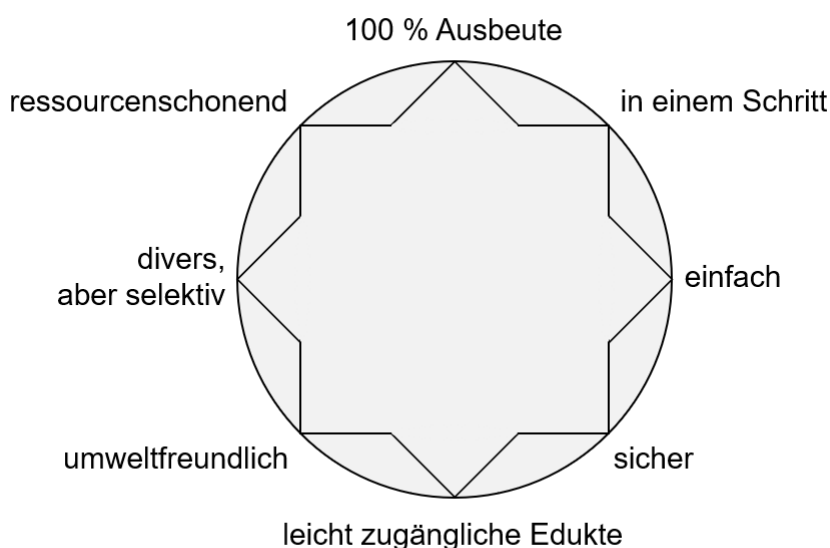 100 % Ausbeute
ressourcenschonend
in einem Schritt
divers,
aber selektiv
einfach
umweltfreundlich
sicher
leicht zugängliche Edukte